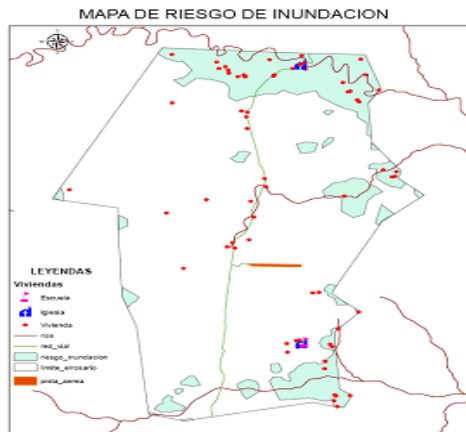 MAPA DE RIESGO DE INUNDACION
LEYENDAS
Viviendas
Escuela
Iglesia
Vivienda
rios
red_vial
riesgo_inundacion
limite_elrosario
pista_aerea